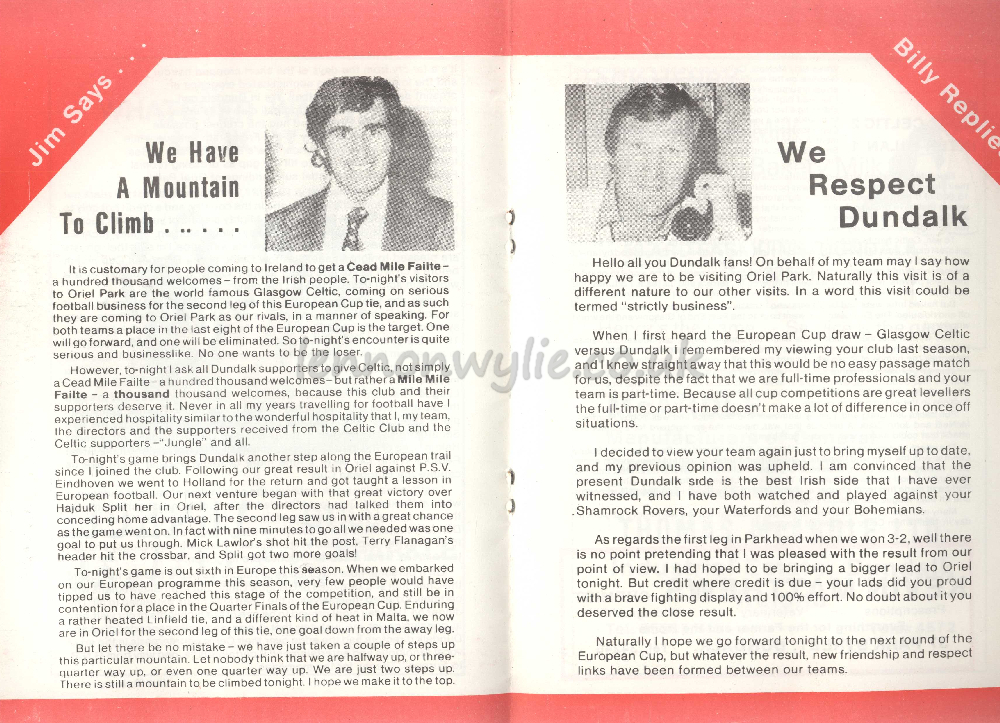 Jim Says . . .
We Have
A Mountain
To Climb . . . . . .
It is customary for people coming to Ireland to get a Cead Mile Failte –
a hundred thousand welcomes – from the Irish people. To-night's visitors
to Oriel Park are the world famous Glasgow Celtic, coming on serious
football business for the second leg of this European Cup tie, and as such
they are coming to Oriel Park as our rivals, in a manner of speaking. For
both teams a place in the last eight of the European Cup is the target. One
will go forward, and one will be eliminated. So to-night's encounter is quite
serious and businesslike. No one wants to be the loser.
However, to-night I ask all Dundalk supporters to give Celtic, not simply
a Cead Mile Failte – a hundred thousand welcomes – but rather a Mile Mile
Failte – a thousand thousand welcomes, because this club and their
supporters deserve it. Never in all my years travelling for football have I
experienced hospitality similar to the wonderful hospitality that I, my team,
the directors and the supporters received from the Celtic Club and the
Celtic supporters –"Jungle" and all.
To-night's game brings Dundalk another step along the European trail
since I joined the club. Following our great result in Oriel against P.S.V.
Eindhoven we went to Holland for the return and got taught a lesson in
European football. Our next venture began with that great victory over
Hajduk Split her in Oriel, after the directors had talked them into
conceding home advantage. The second leg saw us in with a great chance
as the game went on. In fact with nine minutes to go all we needed was one
goal to put us through. Mick Lawlor's shot hit the post, Terry Flanagan's
header hit the crossbar, and Split got two more goals!
To-night's game is out sixth in Europe this season. When we embarked
on our European programme this season, very few people would have
tipped us to have reached this stage of the competition, and still be in
contention for a place in the Quarter Finals of the European Cup. Enduring
a rather heated Linfield tie, and a different kind of heat in Malta, we now
are in Oriel for the second leg of this tie, one goal down from the away leg.
But let there be no mistake – we have just taken a couple of steps up
this particular mountain. Let nobody think that we are halfway up, or three-
quarter way up, or even one quarter way up. We are just two steps up.
There is still a mountain to be climbed tonight. I hope we make it to the top.
Billy Replie
We
Respect
Dundalk
Hello all you Dundalk fans! On behalf of my team may I say how
happy we are to be visiting Oriel Park. Naturally this visit is of a
different nature to our other visits. In a word this visit could be
termed "strictly business".
When I first heard the European Cup draw – Glasgow Celtic
versus Dundalk – I remembered my viewing your club last season,
and I knew straight away that this would be no easy passage match
for us, despite the fact that we are full-time professionals and your
team is part-time. Because all cup competitions are great levellers
the full-time or part-time doesn't make a lot of difference in once off
situations.
I decided to view your team again just to bring myself up to date,
and my previous opinion was upheld. I am convinced that the
present Dundalk side is the best Irish side that I have ever
witnessed, and I have both watched and played against your
Shamrock Rovers, your Waterfords and your Bohemians.
As regards the first leg in Parkhead when we won 3-2, well there
is no point pretending that I was pleased with the result from our
point of view. I had hoped to be bringing a bigger lead to Oriel
tonight. But credit where credit is due – your lads did you proud
with a brave fighting display and 100% effort. No doubt about it you
deserved the close result.
Naturally I hope we go forward tonight to the next round of the
European Cup, but whatever the result, new friendship and respect
links have been formed between our teams.
lennonwylie.co.uk